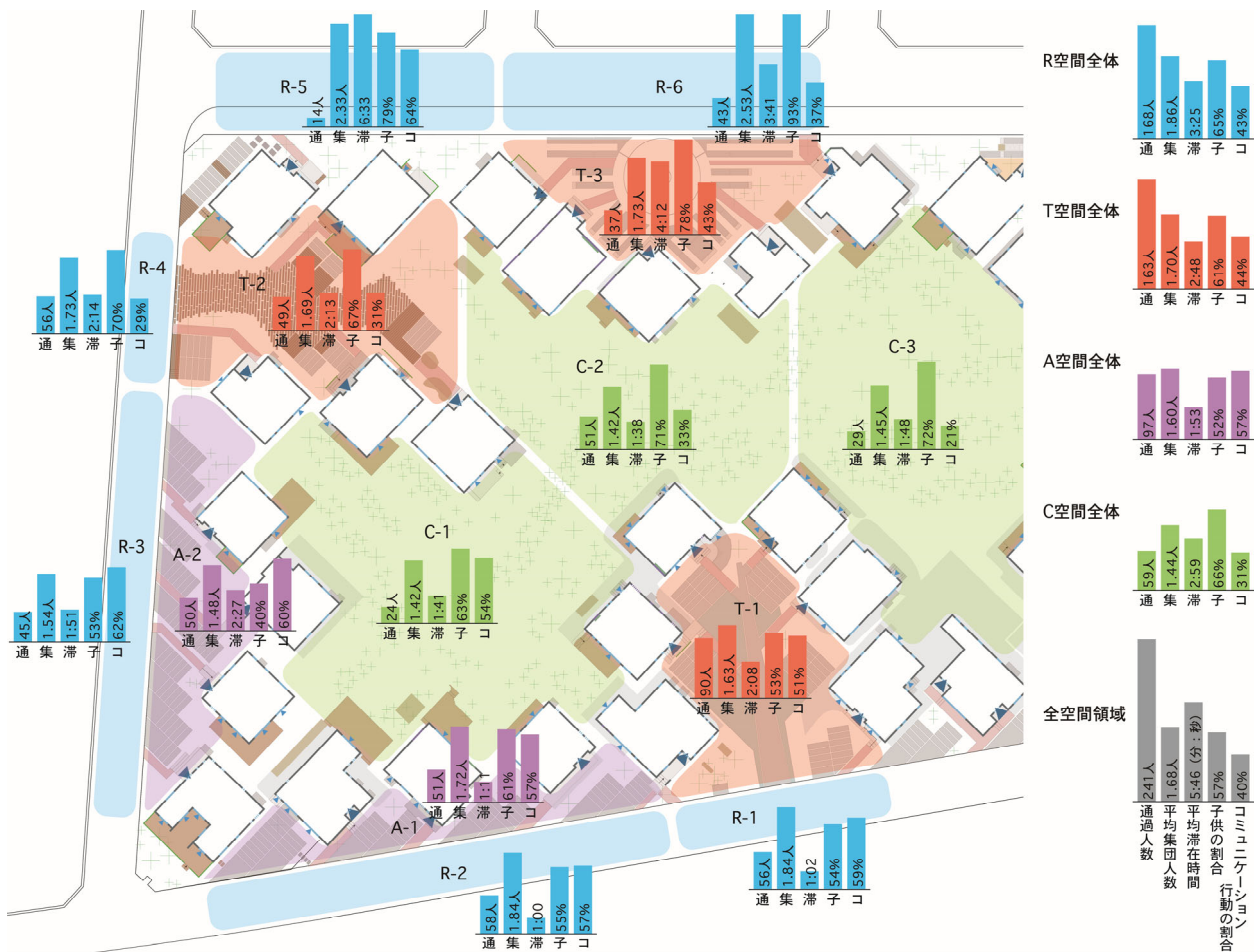 R-5
14人
2.33人
6:33
79%
64%
通 集 滞 子 コ
R-6
43人
2.53人
3:41
93%
37%
通 集 滞 子 コ
R空間全体
168人
1.86人
3:25
65%
43%
通 集 滞 子 コ
T-3
37人
1.73人
4:12
78%
43%
通 集 滞 子 コ
T空間全体
163人
1.70人
2:48
61%
44%
通 集 滞 子 コ
R-4
56人
1.73人
2:14
70%
29%
通 集 滞 子 コ
T-2
49人
1.69人
2:13
67%
31%
通 集 滞 子 コ
C-2
51人
1.42人
1:38
71%
33%
通 集 滞 子 コ
C-3
29人
1.45人
1:48
72%
21%
通 集 滞 子 コ
A空間全体
97人
1.60人
1:53
52%
57%
通 集 滞 子 コ
R-3
45人
1.54人
1:51
53%
62%
通 集 滞 子 コ
A-2
50人
1.48人
2:27
40%
60%
通 集 滞 子 コ
C-1
24人
1.42人
1:41
63%
54%
通 集 滞 子 コ
C空間全体
59人
1.44人
2:59
66%
31%
通 集 滞 子 コ
T-1
90人
1.63人
2:08
53%
51%
通 集 滞 子 コ
A-1
51人
1.72人
1:11
61%
57%
通 集 滞 子 コ
R-1
56人
1.84人
1:02
54%
59%
通 集 滞 子 コ
R-2
58人
1.84人
1:00
55%
57%
通 集 滞 子 コ
全空間領域
241人
1.68人
5:46 (分:秒)
57%
40%
通過人数
平均集団人数
平均滞在時間
子供の割合
コミュニケーション
行動の割合